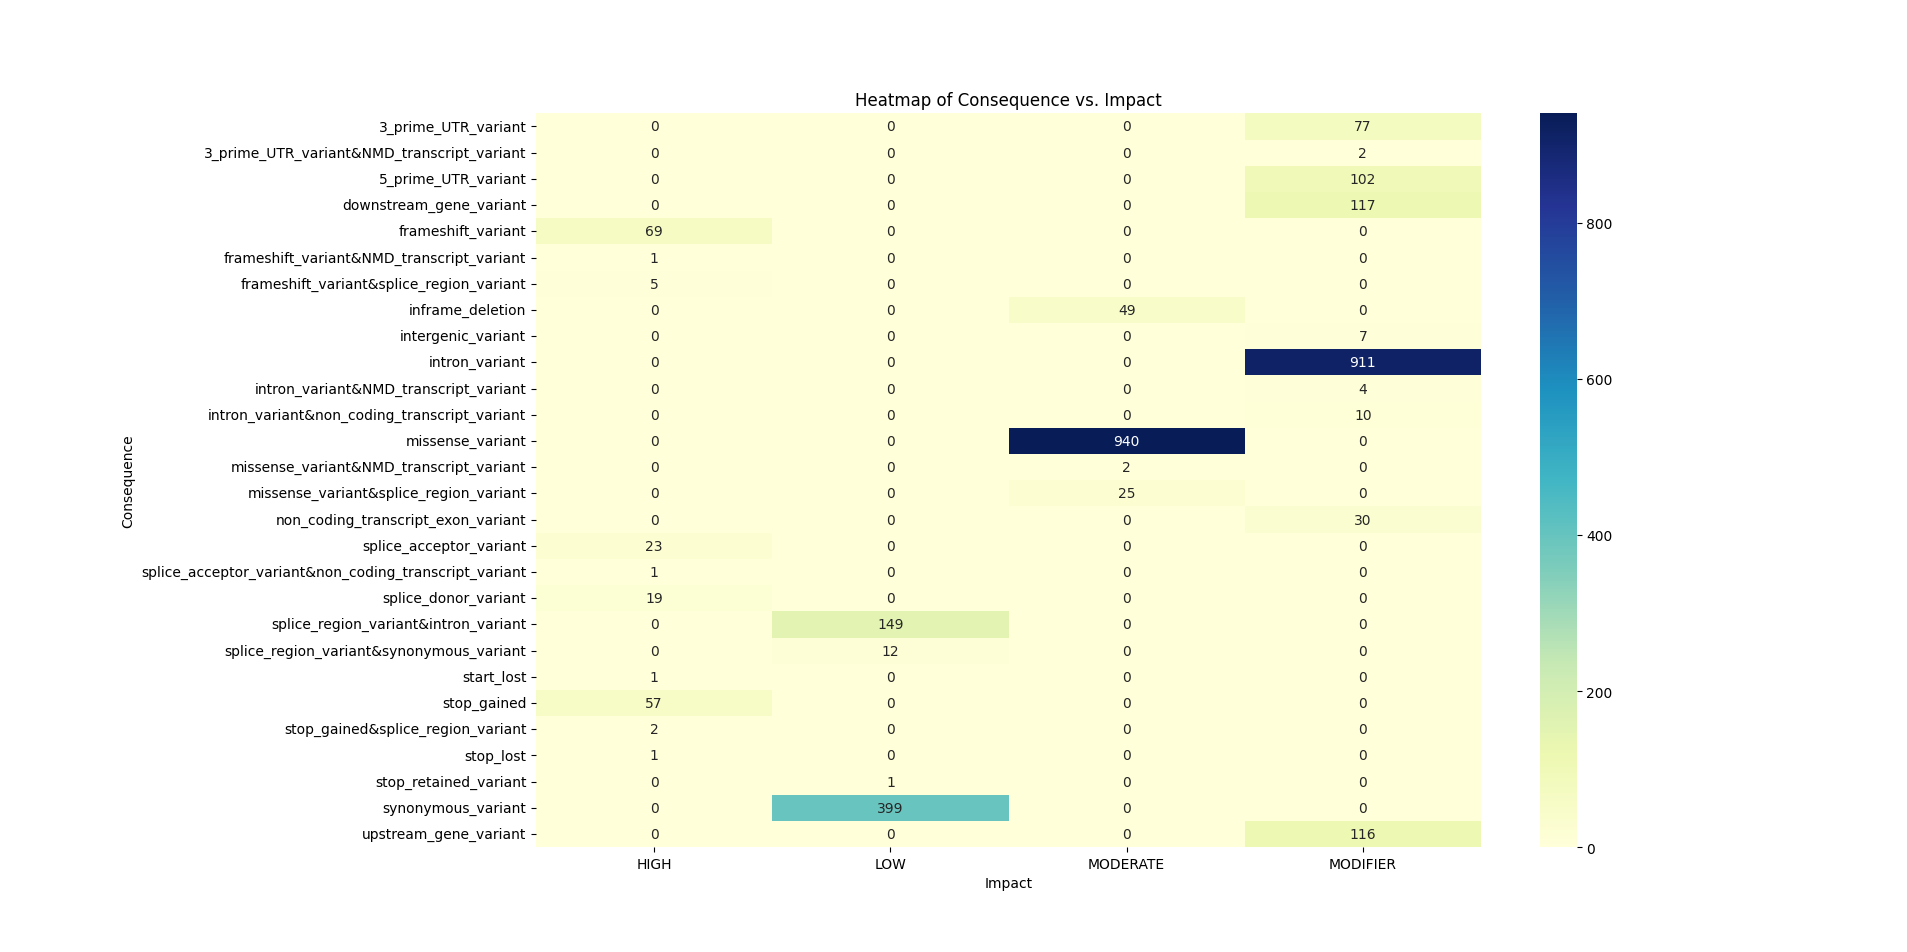 Heatmap of Consequence vs. Impact
3_prime_UTR_variant 0 0 0 77
3_prime_UTR_variant&NMD_transcript_variant 0 0 0 2
5_prime_UTR_variant 0 0 0 102
downstream_gene_variant 0 0 0 117
frameshift_variant 69 0 0 0
frameshift_variant&NMD_transcript_variant 1 0 0 0
frameshift_variant&splice_region_variant 5 0 0 0
inframe_deletion 0 0 49 0
intergenic_variant 0 0 0 7
intron_variant 0 0 0 911
intron_variant&NMD_transcript_variant 0 0 0 4
intron_variant&non_coding_transcript_variant 0 0 0 10
missense_variant 0 0 940 0
missense_variant&NMD_transcript_variant 0 0 2 0
missense_variant&splice_region_variant 0 0 25 0
non_coding_transcript_exon_variant 0 0 0 30
splice_acceptor_variant 23 0 0 0
splice_acceptor_variant&non_coding_transcript_variant 1 0 0 0
splice_donor_variant 19 0 0 0
splice_region_variant&intron_variant 0 149 0 0
splice_region_variant&synonymous_variant 0 12 0 0
start_lost 1 0 0 0
stop_gained 57 0 0 0
stop_gained&splice_region_variant 2 0 0 0
stop_lost 1 0 0 0
stop_retained_variant 0 1 0 0
synonymous_variant 0 399 0 0
upstream_gene_variant 0 0 0 116
HIGH LOW MODERATE MODIFIER
Impact
Consequence
800
600
400
200
0